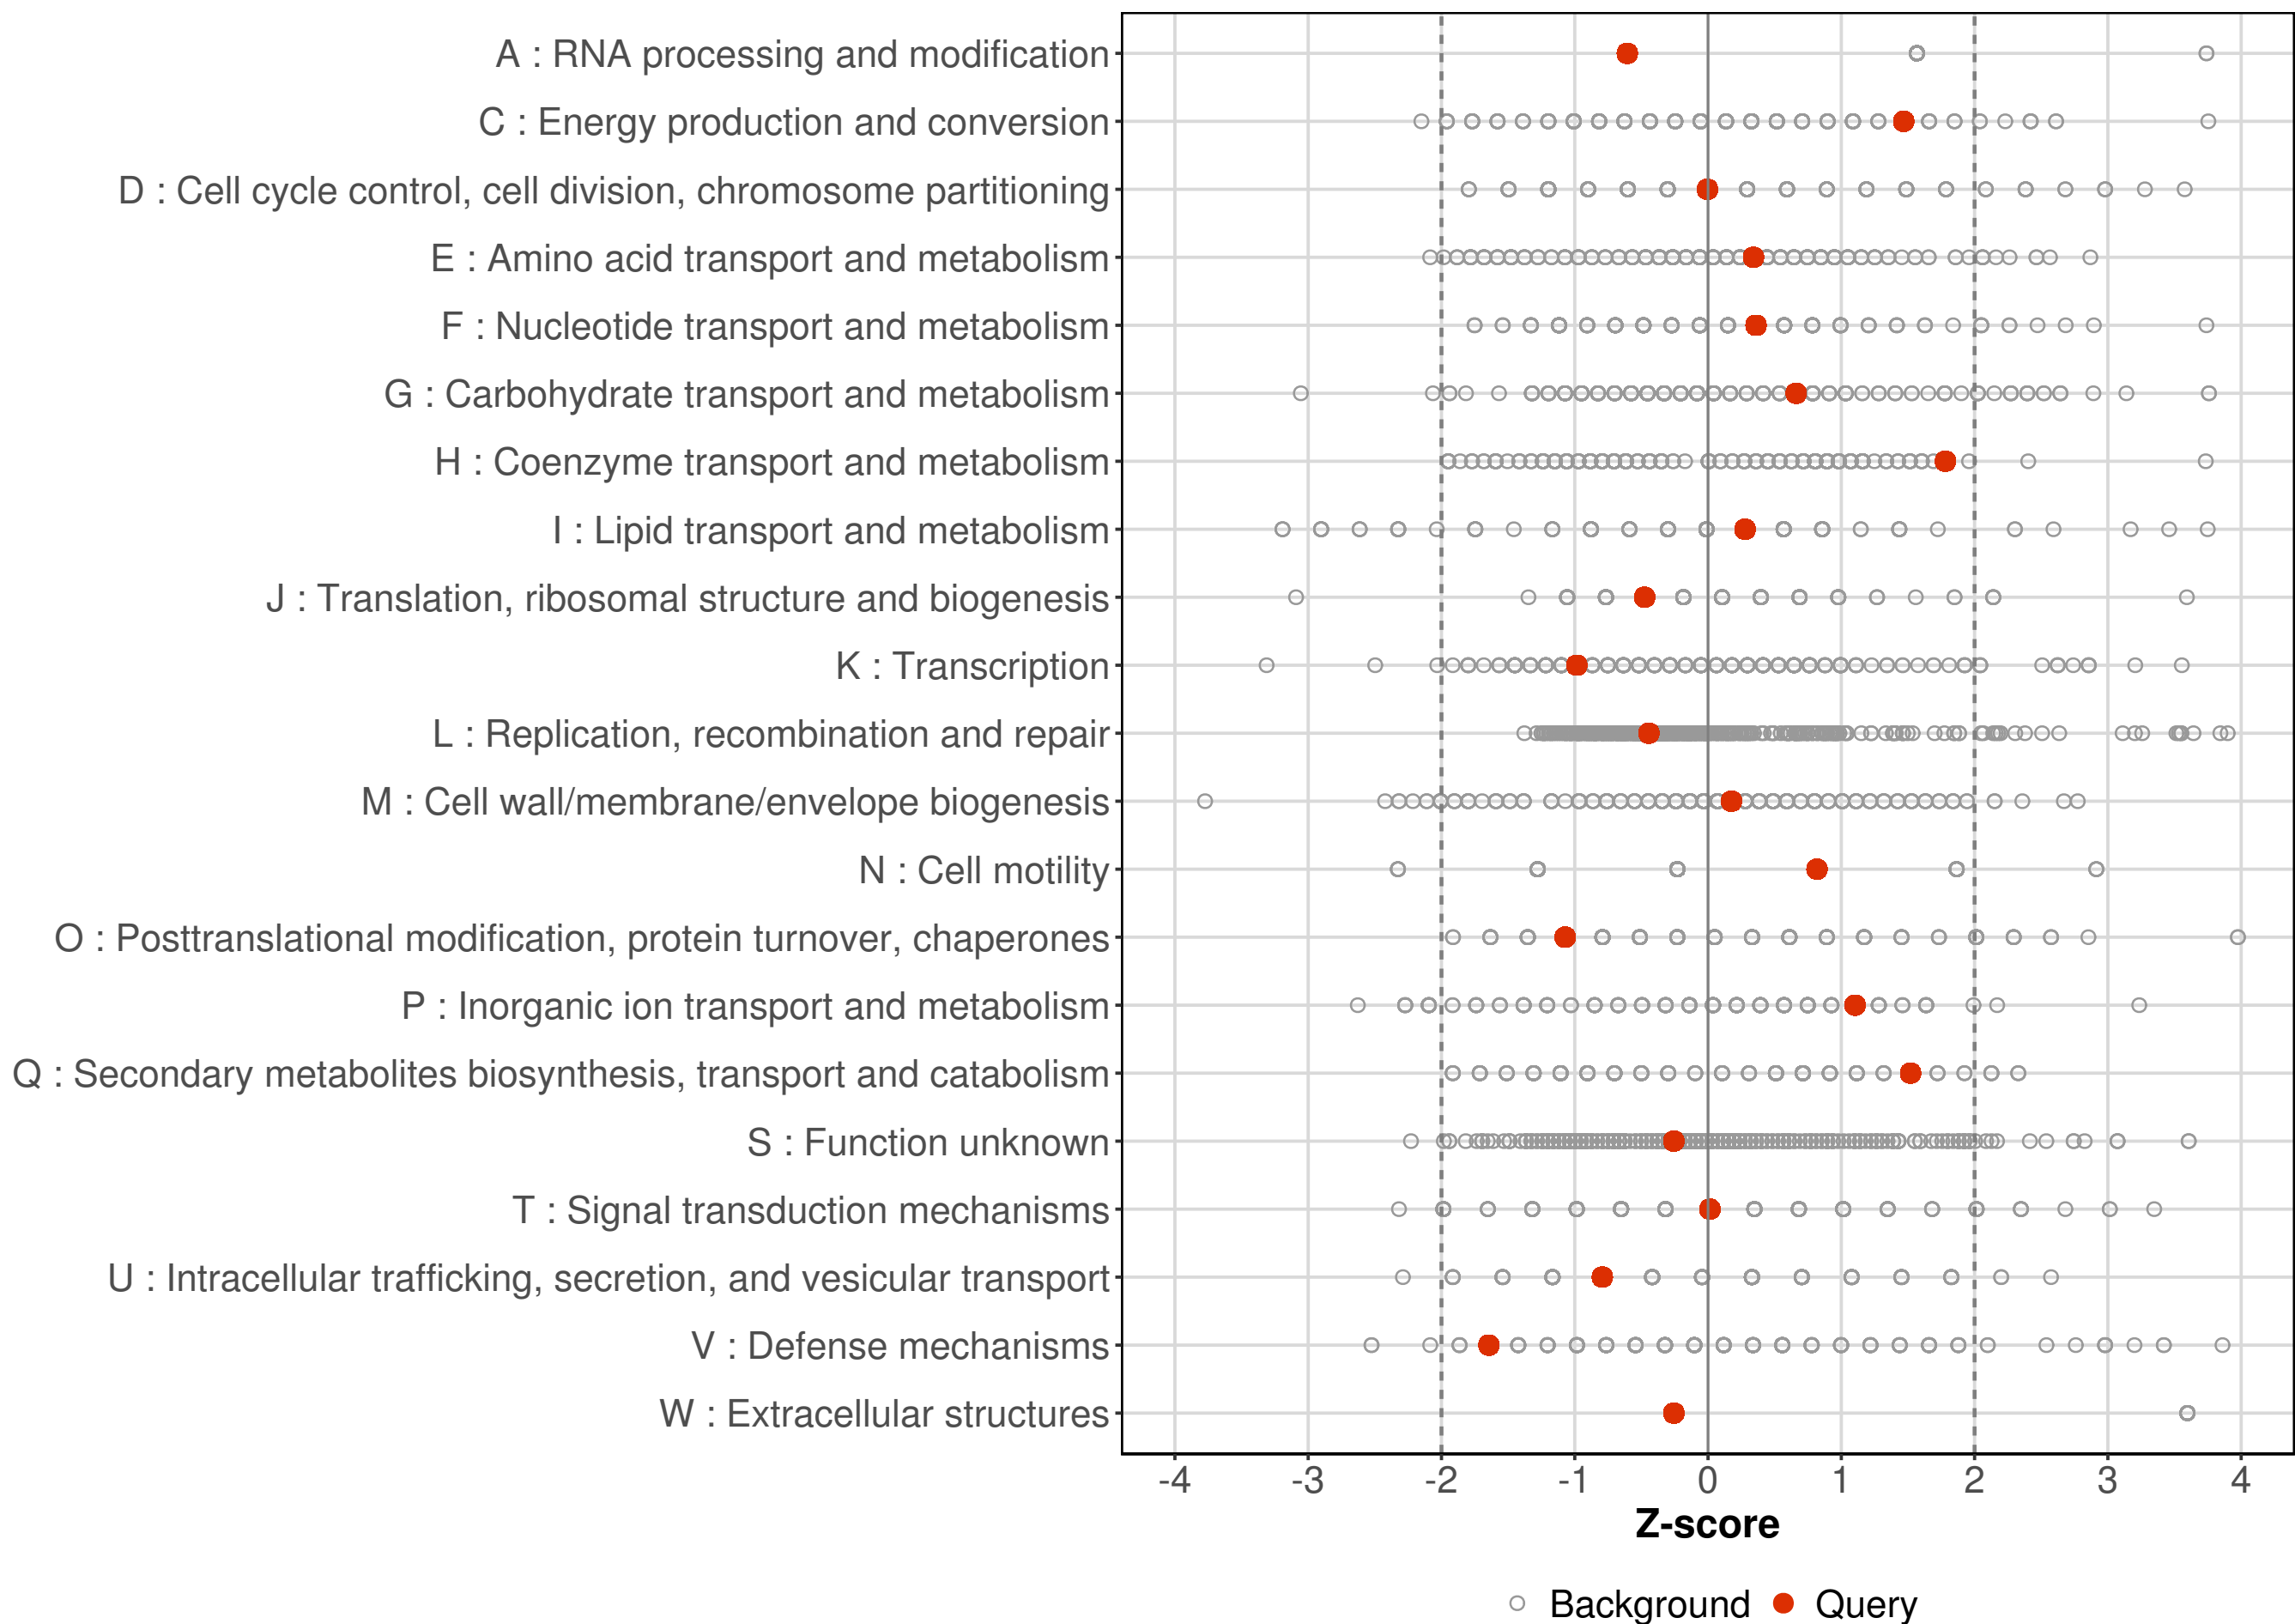 A : RNA processing and modification
C : Energy production and conversion
D : Cell cycle control, cell division, chromosome partitioning
E : Amino acid transport and metabolism
F : Nucleotide transport and metabolism
G : Carbohydrate transport and metabolism
H : Coenzyme transport and metabolism
I : Lipid transport and metabolism
J : Translation, ribosomal structure and biogenesis
K : Transcription
L : Replication, recombination and repair
M : Cell wall/membrane/envelope biogenesis
N : Cell motility
O : Posttranslational modification, protein turnover, chaperones
P : Inorganic ion transport and metabolism
Q : Secondary metabolites biosynthesis, transport and catabolism
S : Function unknown
T : Signal transduction mechanisms
U : Intracellular trafficking, secretion, and vesicular transport
V : Defense mechanisms
W : Extracellular structures
-4 -3 -2 -1 0 1 2 3 4
Z-score
Background Query